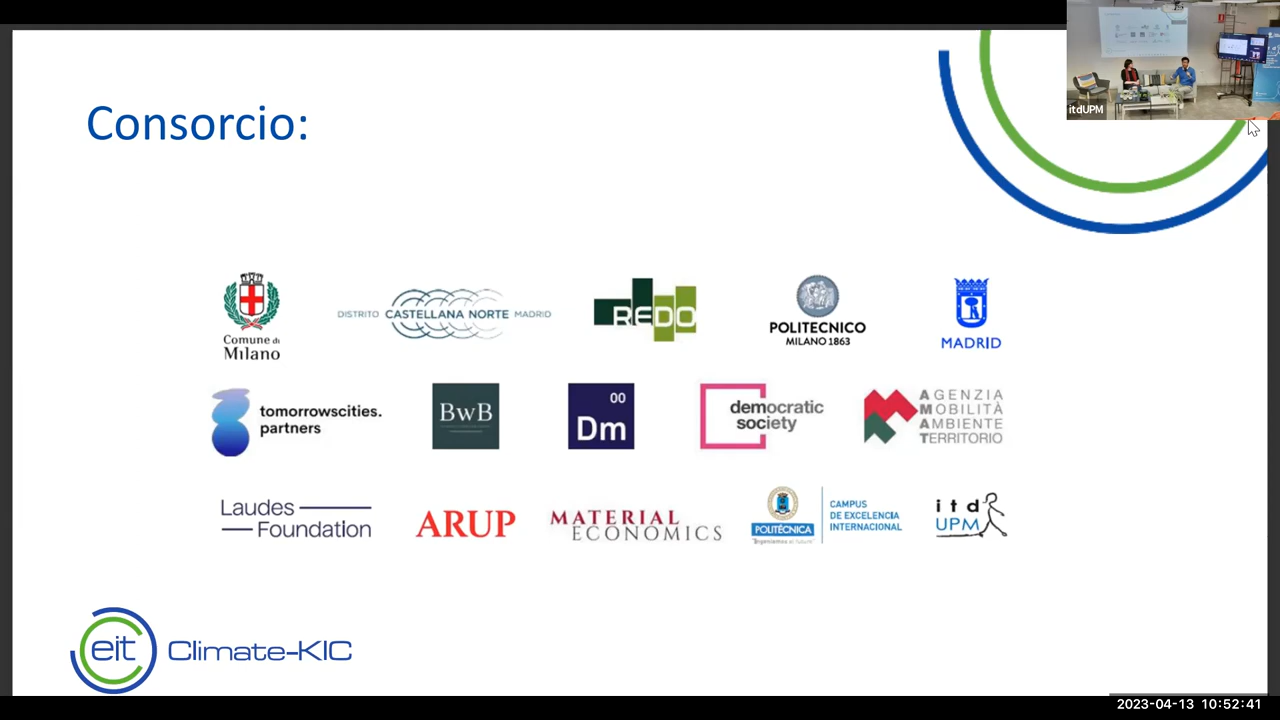 itdUPM
Consorcio:
Comune di
Milano
DISTRITO CASTELLANA NORTE MADRID
REDO
POLITECNICO
MILANO 1863
MADRID
tomorrowscities.
partners
BwB
00
Dm
democratic
society
AGENZIA
MOBILITÀ
AMBIENTE
TERRITORIO
Laudes
Foundation
ARUP
MATERIAL
ECONOMICS
POLITÉCNICA
CAMPUS
DE EXCELENCIA
INTERNACIONAL
itd
UPM
eit Climate-KIC
2023-04-13 10:52:41